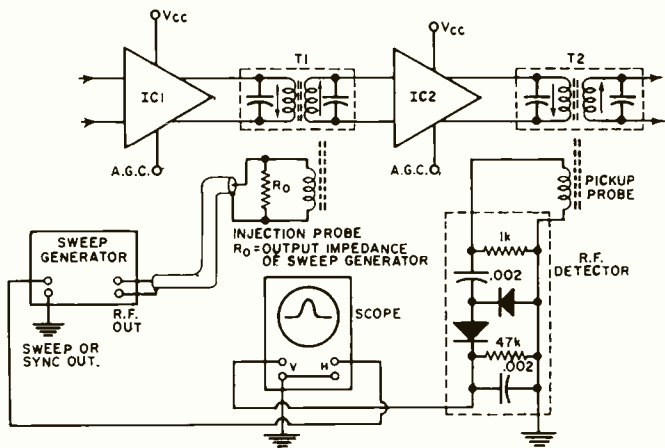 VCC
VCC
T1
T2
IC1
IC2
A.G.C.
A.G.C.
RO
INJECTION PROBE
RO=OUTPUT IMPEDANCE
OF SWEEP GENERATOR
PICKUP
PROBE
SWEEP
GENERATOR
R.F.
OUT
SWEEP OR
SYNC OUT.
SCOPE
V
H
1k
.002
R.F.
DETECTOR
47k
.002